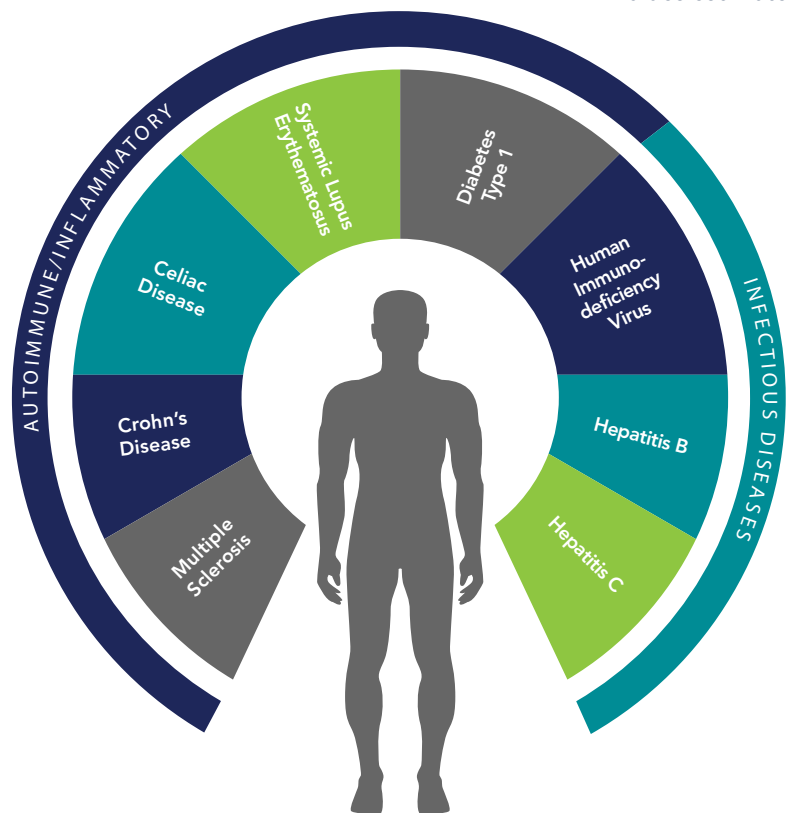 AUTOIMMUNE/INFLAMMATORY
Systemic Lupus
Erythematosus
Diabetes
Type 1
Celiac
Disease
Human
Immuno-
deficiency
Virus
INFECTIOUS DISEASES
Crohn's
Disease
Hepatitis B
Multiple
Sclerosis
Hepatitis C